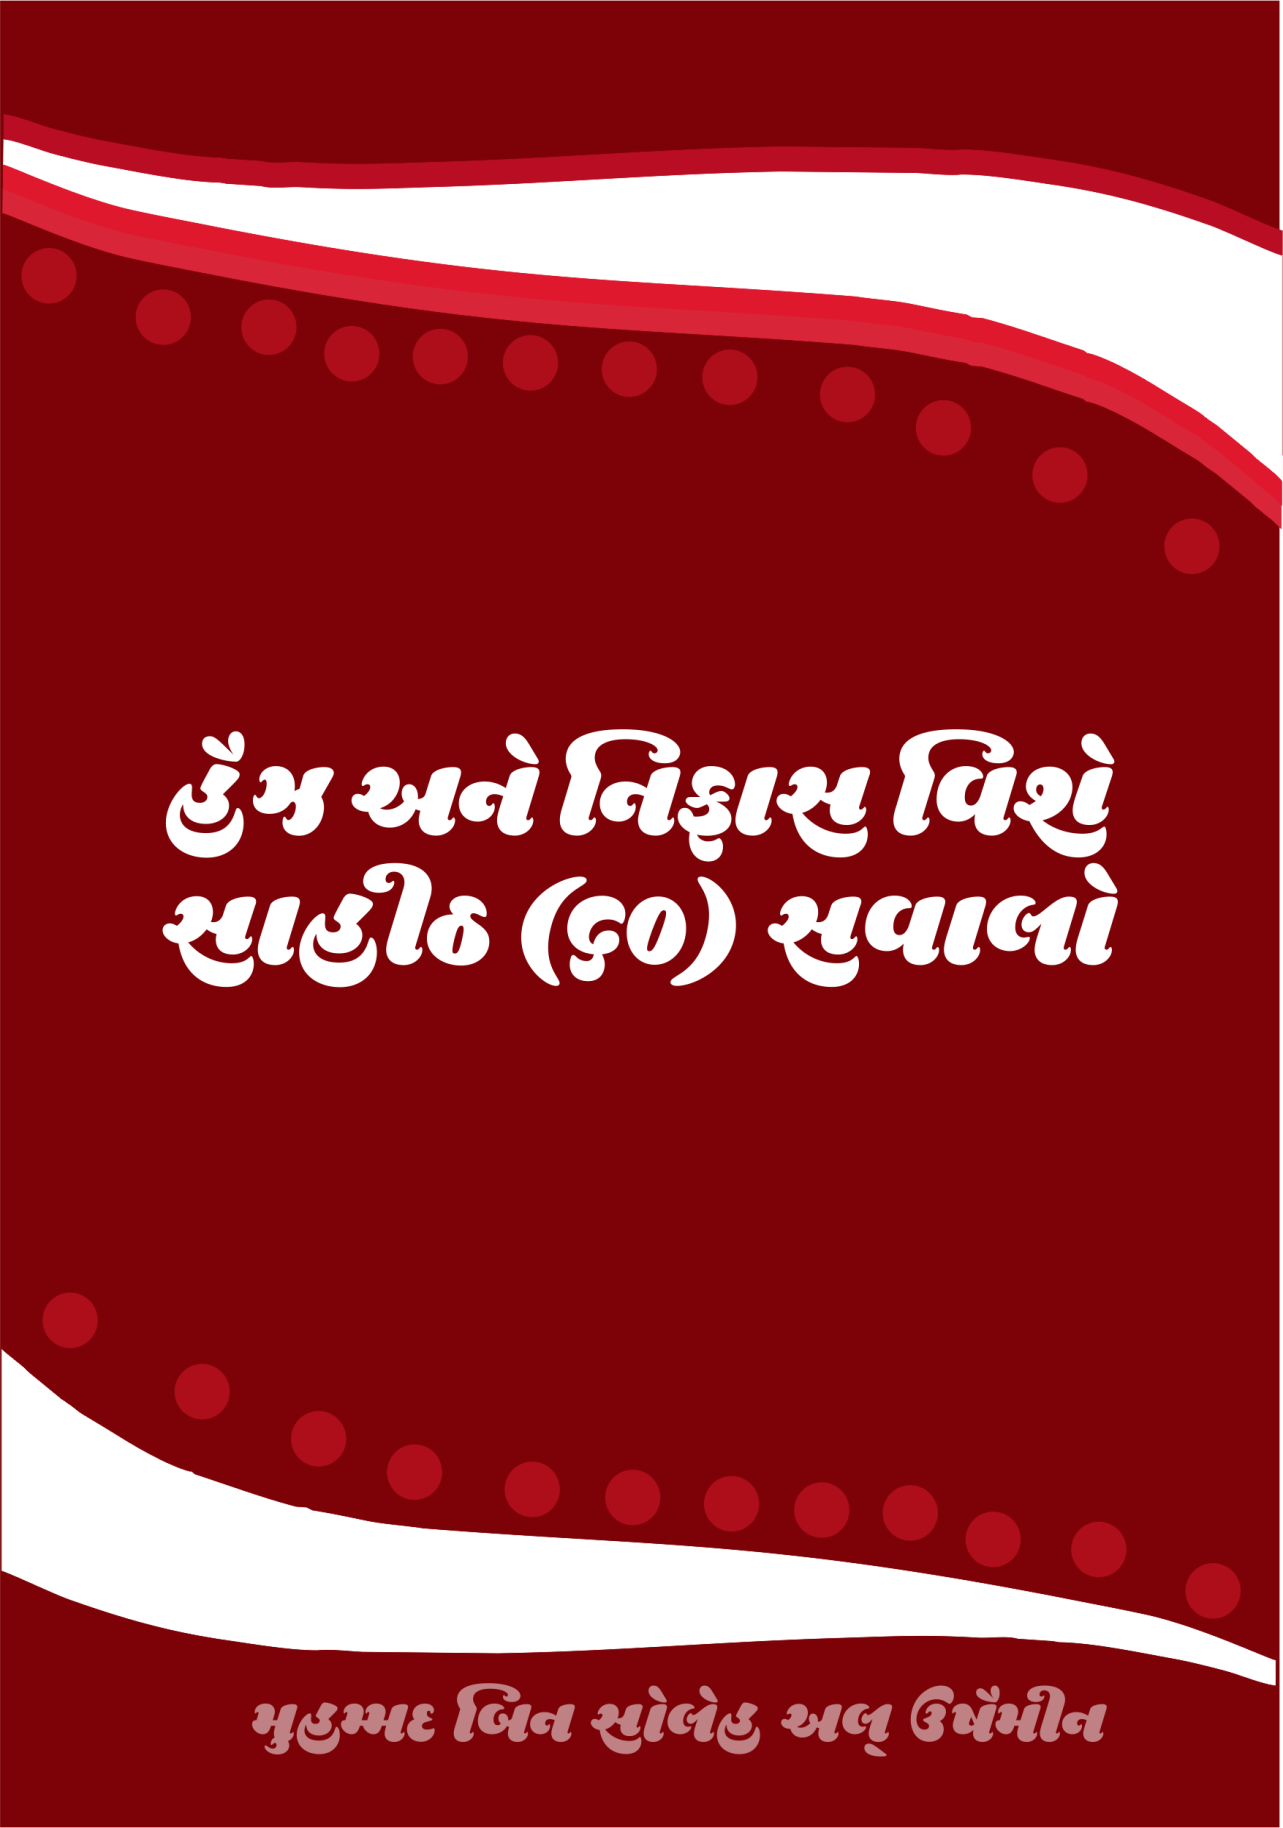 હૈઝ અને નિફાસ વિશે
સાહીઠ (૬૦) સવાલો
મુહમ્મદ બિન સૉલેહ અલ્ ઉષૈમીન